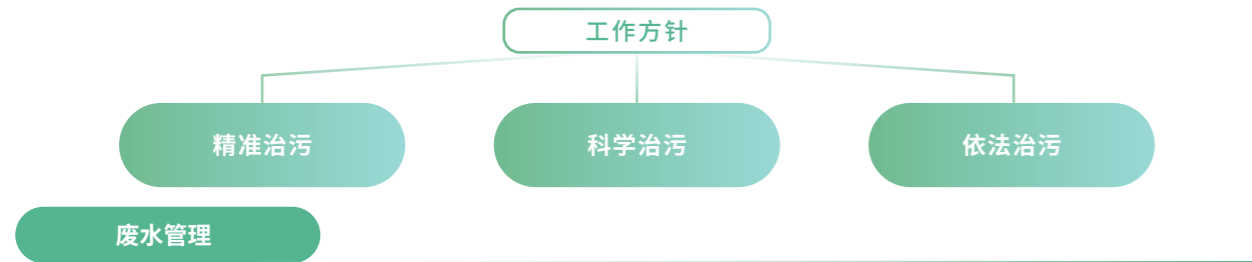 工作方针
精准治污
科学治污
依法治污
废水管理